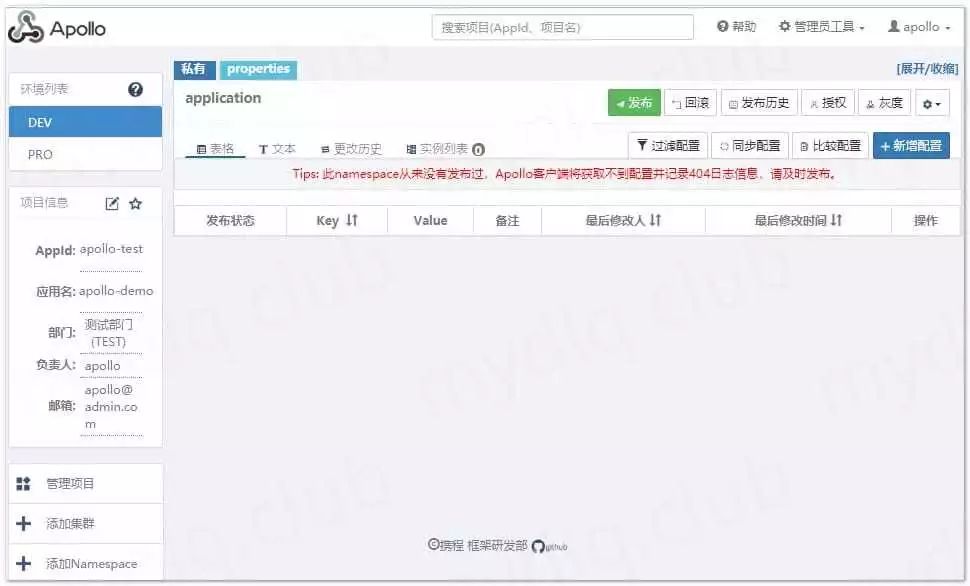 Apollo
搜索项目(AppId、项目名)
帮助
管理员工具
apollo
环境列表
DEV
PRO
私有
properties
[展开/收缩]
application
发布
回滚
发布历史
授权
灰度
表格
文本
更改历史
实例列表 0
过滤配置
同步配置
比较配置
新增配置
Tips: 此namespace从来没有发布过，Apollo客户端将获取不到配置并记录404日志信息，请及时发布。
发布状态
Key
Value
备注
最后修改人
最后修改时间
操作
项目信息
AppId: apollo-test
应用名: apollo-demo
部门: 测试部门
(TEST)
负责人: apollo
邮箱: apollo@
admin.co
m
管理项目
添加集群
添加Namespace
©携程 框架研发部 github